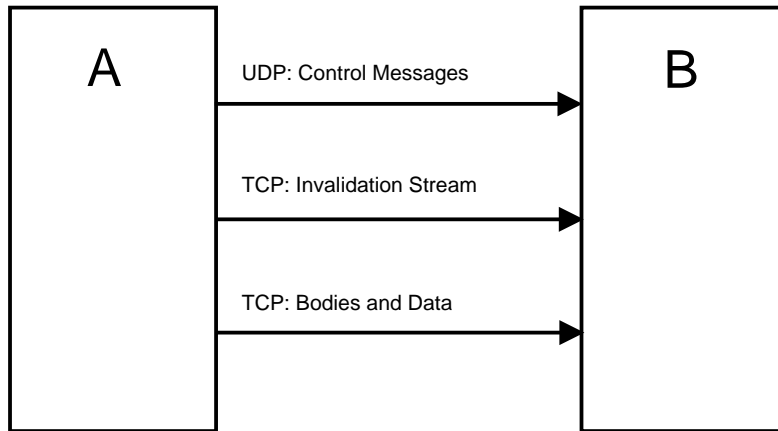 A
B
UDP: Control Messages
TCP: Invalidation Stream
TCP: Bodies and Data